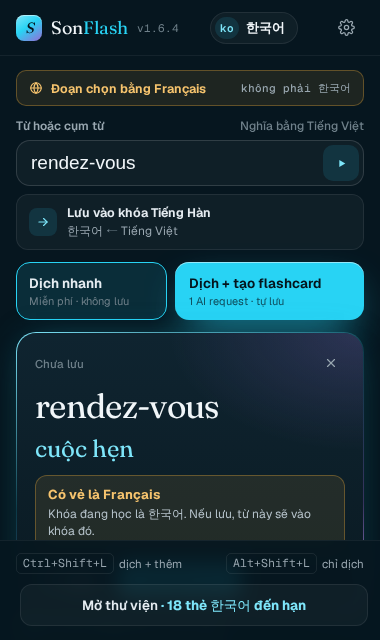 S SonFlash v1.6.4 ko 한국어
Đoạn chọn bằng Français không phải 한국어
Từ hoặc cụm từ Nghĩa bằng Tiếng Việt
rendez-vous
Lưu vào khóa Tiếng Hàn
한국어 ← Tiếng Việt
Dịch nhanh Dịch + tạo flashcard
Miễn phí · không lưu 1 AI request · tự lưu
Chưa lưu
rendez-vous
cuộc hẹn
Có vẻ là Français
Khóa đang học là 한국어. Nếu lưu, từ này sẽ vào
khóa đó.
Ctrl+Shift+L dịch + thêm Alt+Shift+L chỉ dịch
Mở thư viện · 18 thẻ 한국어 đến hạn